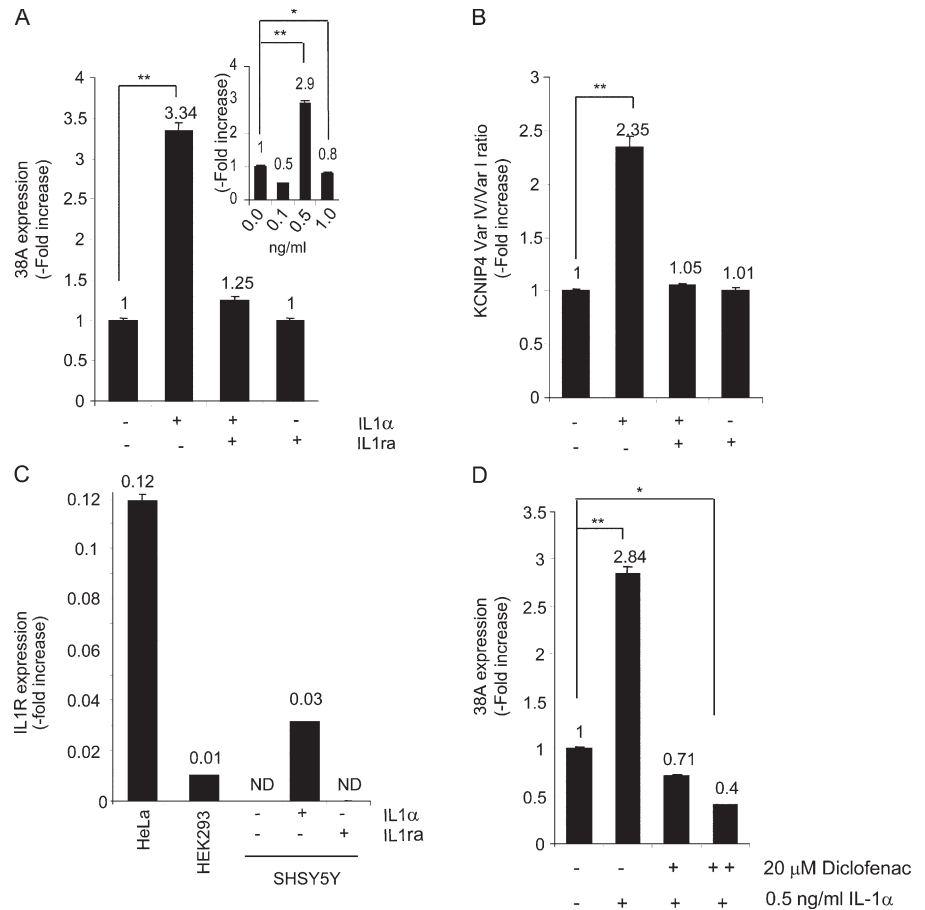 A
38A expression
(-Fold increase)
4
3.5
3
2.5
2
1.5
1
0.5
0
**
1
3.34
1.25
1
- + + - IL1α
- - + + IL1ra
(-Fold increase)
4
3
2
1
0
*
**
1
0.5
2.9
0.8
0.0 0.1 0.5 1.0
ng/ml
B
KCNIP4 Var IV/Var I ratio
(-Fold increase)
3
2.5
2
1.5
1
0.5
0
**
1
2.35
1.05
1.01
- + + -
- - + +
C
IL1R expression
(-fold increase)
0.12
0.1
0.08
0.06
0.04
0.02
0
0.12
0.01
ND
0.03
ND
HeLa
HEK293
- + - IL1α
- - + IL1ra
SHSY5Y
D
38A expression
(-Fold increase)
3.5
3
2.5
2
1.5
1
0.5
0
*
**
1
2.84
0.71
0.4
- - + ++ 20 μM Diclofenac
- + + + 0.5 ng/ml IL-1α